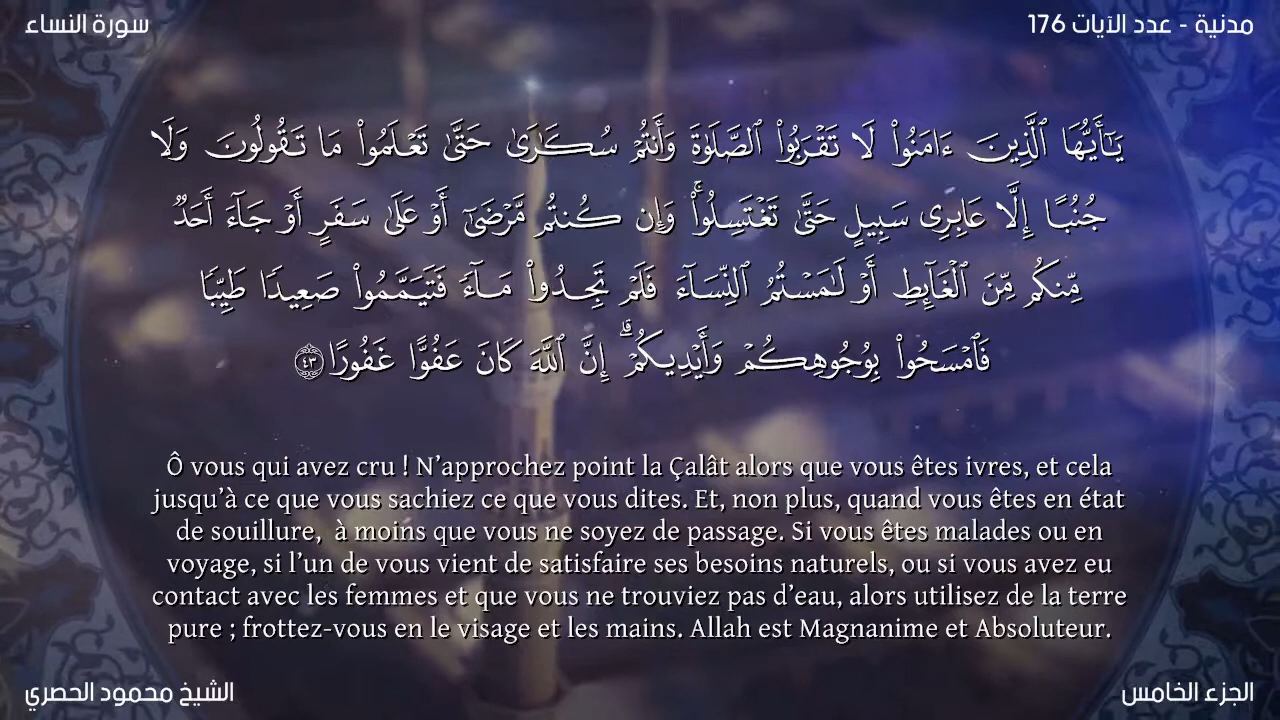 سورة النساء
مدنية - عدد الآيات 176
يَٰٓأَيُّهَا ٱلَّذِينَ ءَامَنُوا۟ لَا تَقْرَبُوا۟ ٱلصَّلَوٰةَ وَأَنتُمْ سُكَٰرَىٰ حَتَّىٰ تَعْلَمُوا۟ مَا تَقُولُونَ وَلَا
جُنُبًا إِلَّا عَابِرِى سَبِيلٍ حَتَّىٰ تَغْتَسِلُوا۟ ۚ وَإِن كُنتُم مَّرْضَىٰٓ أَوْ عَلَىٰ سَفَرٍ أَوْ جَآءَ أَحَدٌ
مِّنكُم مِّنَ ٱلْغَآئِطِ أَوْ لَٰمَسْتُمُ ٱلنِّسَآءَ فَلَمْ تَجِدُوا۟ مَآءً فَتَيَمَّمُوا۟ صَعِيدًا طَيِّبًا
فَٱمْسَحُوا۟ بِوُجُوهِكُمْ وَأَيْدِيكُمْ ۗ إِنَّ ٱللَّهَ كَانَ عَفُوًّا غَفُورًا ٤٣
Ô vous qui avez cru ! N’approchez point la Çalât alors que vous êtes ivres, et cela
jusqu’à ce que vous sachiez ce que vous dites. Et, non plus, quand vous êtes en état
de souillure,  à moins que vous ne soyez de passage. Si vous êtes malades ou en
voyage, si l’un de vous vient de satisfaire ses besoins naturels, ou si vous avez eu
contact avec les femmes et que vous ne trouviez pas d’eau, alors utilisez de la terre
pure ; frottez-vous en le visage et les mains. Allah est Magnanime et Absoluteur.
الشيخ محمود الحصري
الجزء الخامس